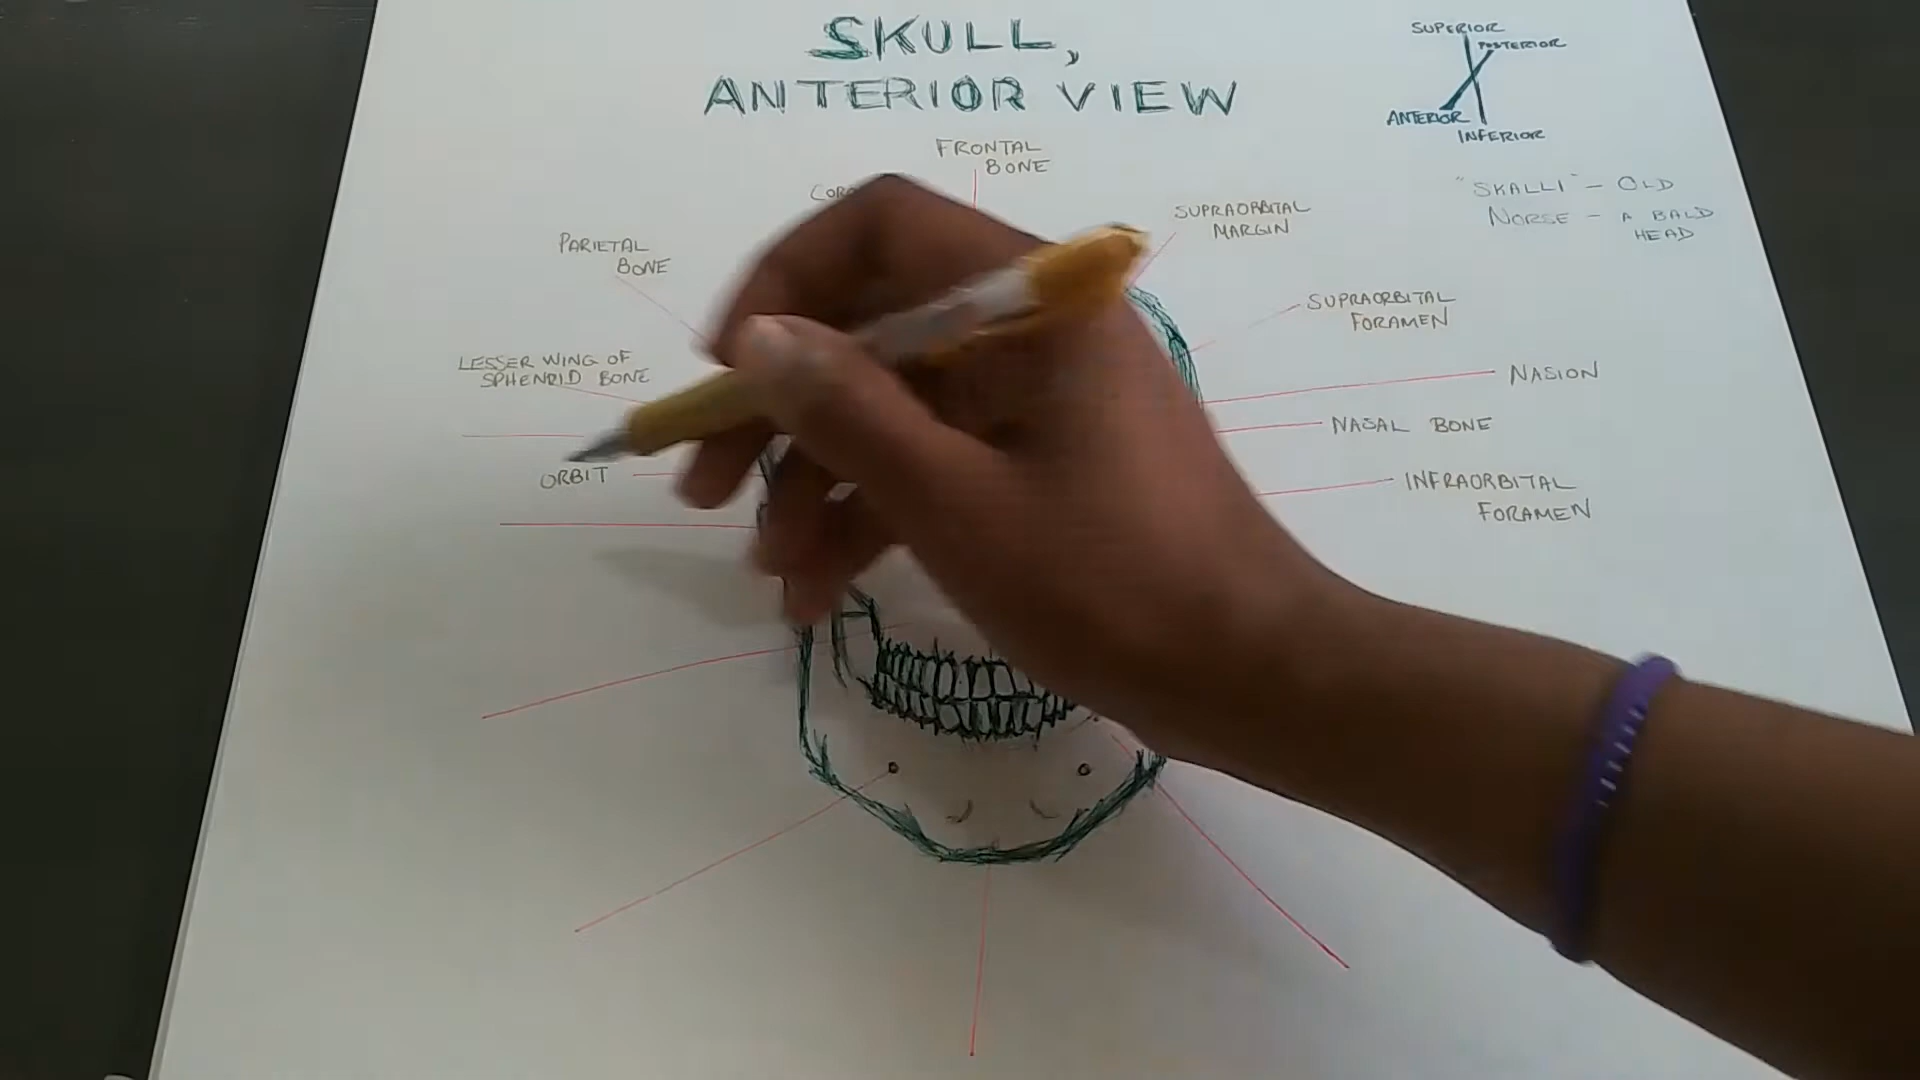 SKULL,
ANTERIOR VIEW
SUPERIOR
POSTERIOR
ANTERIOR
INFERIOR
FRONTAL
BONE
"SKALLI" - OLD
NORSE - A BALD
HEAD
SUPRAORBITAL
MARGIN
PARIETAL
BONE
SUPRAORBITAL
FORAMEN
LESSER WING OF
SPHENOID BONE
NASION
NASAL BONE
ORBIT
INFRAORBITAL
FORAMEN